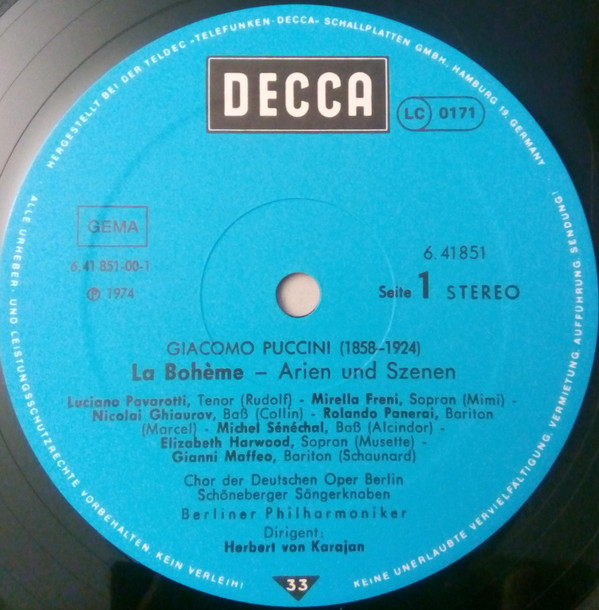 HERGESTELLT BEI DER TELDEC »TELEFUNKEN-DECCA« SCHALLPLATTEN GMBH. HAMBURG 19, GERMANY
DECCA
LC 0171
GEMA
6.41 851-00-1
Ⓟ 1974
6.41851
Seite 1 STEREO
GIACOMO PUCCINI (1858–1924)
La Bohème – Arien und Szenen
Luciano Pavarotti, Tenor (Rudolf) - Mirella Freni, Sopran (Mimi) -
Nicolai Ghiaurov, Baß (Collin) - Rolando Panerai, Bariton
(Marcel) - Michel Sénéchal, Baß (Alcindor) -
Elizabeth Harwood, Sopran (Musette) -
Gianni Maffeo, Bariton (Schaunard)
Chor der Deutschen Oper Berlin
Schöneberger Sängerknaben
Berliner Philharmoniker
Dirigent:
Herbert von Karajan
33
ALLE URHEBER- UND LEISTUNGSSCHUTZRECHTE VORBEHALTEN. KEIN VERLEIH!
KEINE UNERLAUBTE VERVIELFÄLTIGUNG, VERMIETUNG, AUFFÜHRUNG, SENDUNG!